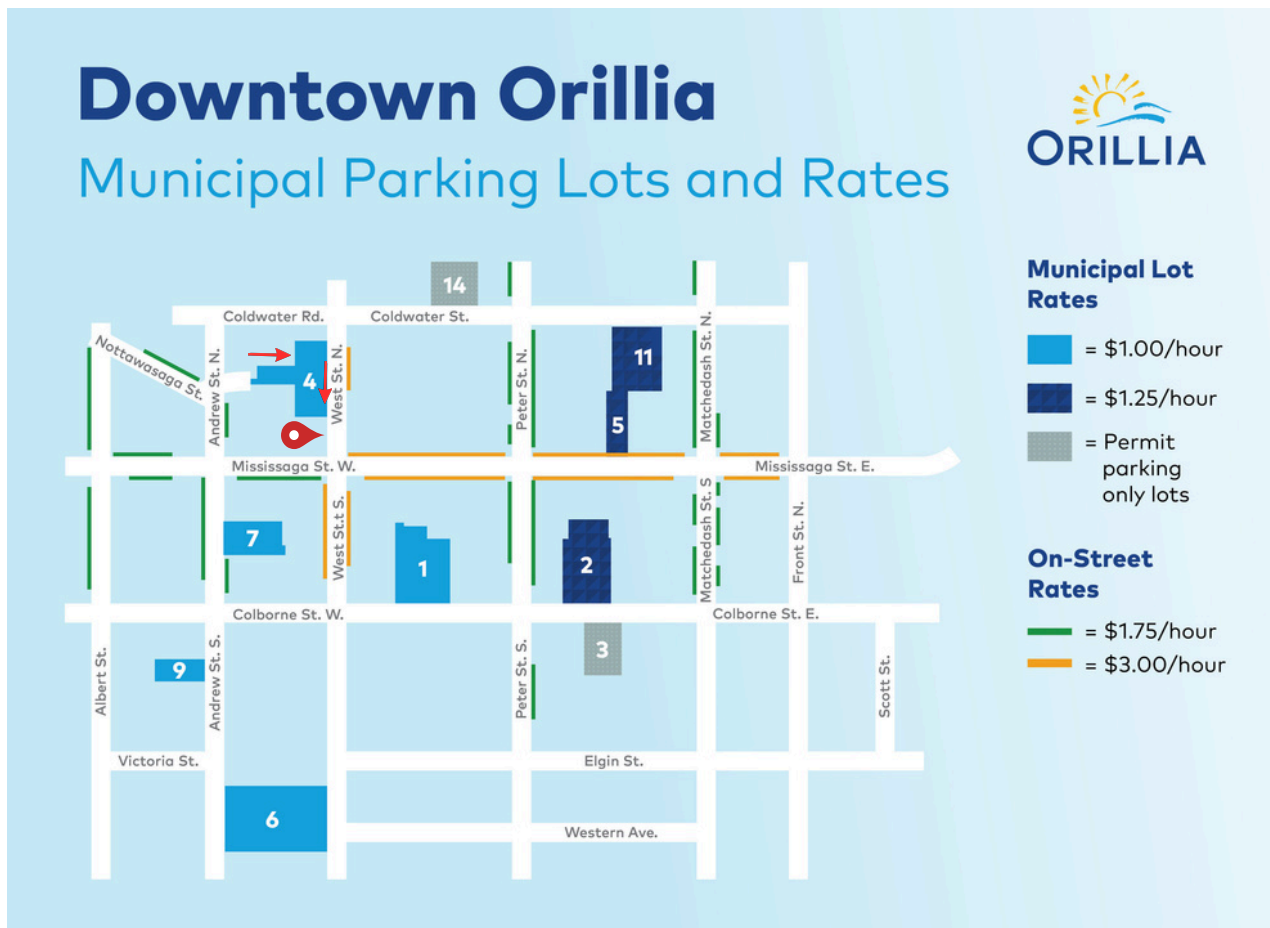 Downtown Orillia
Municipal Parking Lots and Rates
ORILLIA
Municipal Lot
Rates
= $1.00/hour
= $1.25/hour
= Permit
parking
only lots
On-Street
Rates
= $1.75/hour
= $3.00/hour
14
Coldwater Rd.
Coldwater St.
Nottawasaga St.
Andrew St. N.
4
West St. N.
Peter St. N.
11
5
Matchedash St. N.
Mississaga St. W.
Mississaga St. E.
7
West St.t S.
1
2
Matchedash St. S
Front St. N.
Colborne St. W.
Colborne St. E.
Albert St.
9
Andrew St. S.
Peter St. S.
3
Scott St.
Victoria St.
Elgin St.
6
Western Ave.